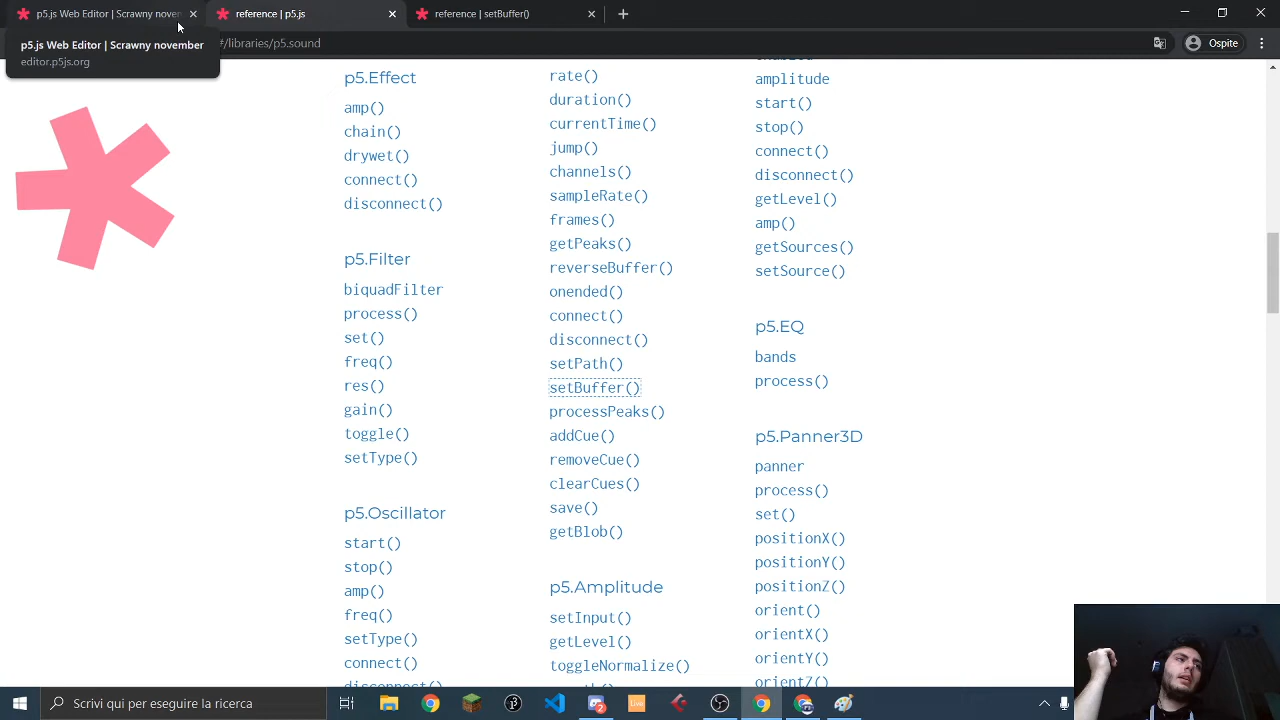 p5.js Web Editor | Scrawny noven
reference | p5.js
reference | setBuffer()
p5.js Web Editor | Scrawny november
editor.p5js.org
#/libraries/p5.sound
Ospite
p5.Effect
amp()
chain()
drywet()
connect()
disconnect()
p5.Filter
biquadFilter
process()
set()
freq()
res()
gain()
toggle()
setType()
p5.Oscillator
start()
stop()
amp()
freq()
setType()
connect()
disconnect()
rate()
duration()
currentTime()
jump()
channels()
sampleRate()
frames()
getPeaks()
reverseBuffer()
onended()
connect()
disconnect()
setPath()
setBuffer()
processPeaks()
addCue()
removeCue()
clearCues()
save()
getBlob()
p5.Amplitude
setInput()
getLevel()
toggleNormalize()
amplitude
start()
stop()
connect()
disconnect()
getLevel()
amp()
getSources()
setSource()
p5.EQ
bands
process()
p5.Panner3D
panner
process()
set()
positionX()
positionY()
positionZ()
orient()
orientX()
orientY()
orientZ()
Scrivi qui per eseguire la ricerca
Live